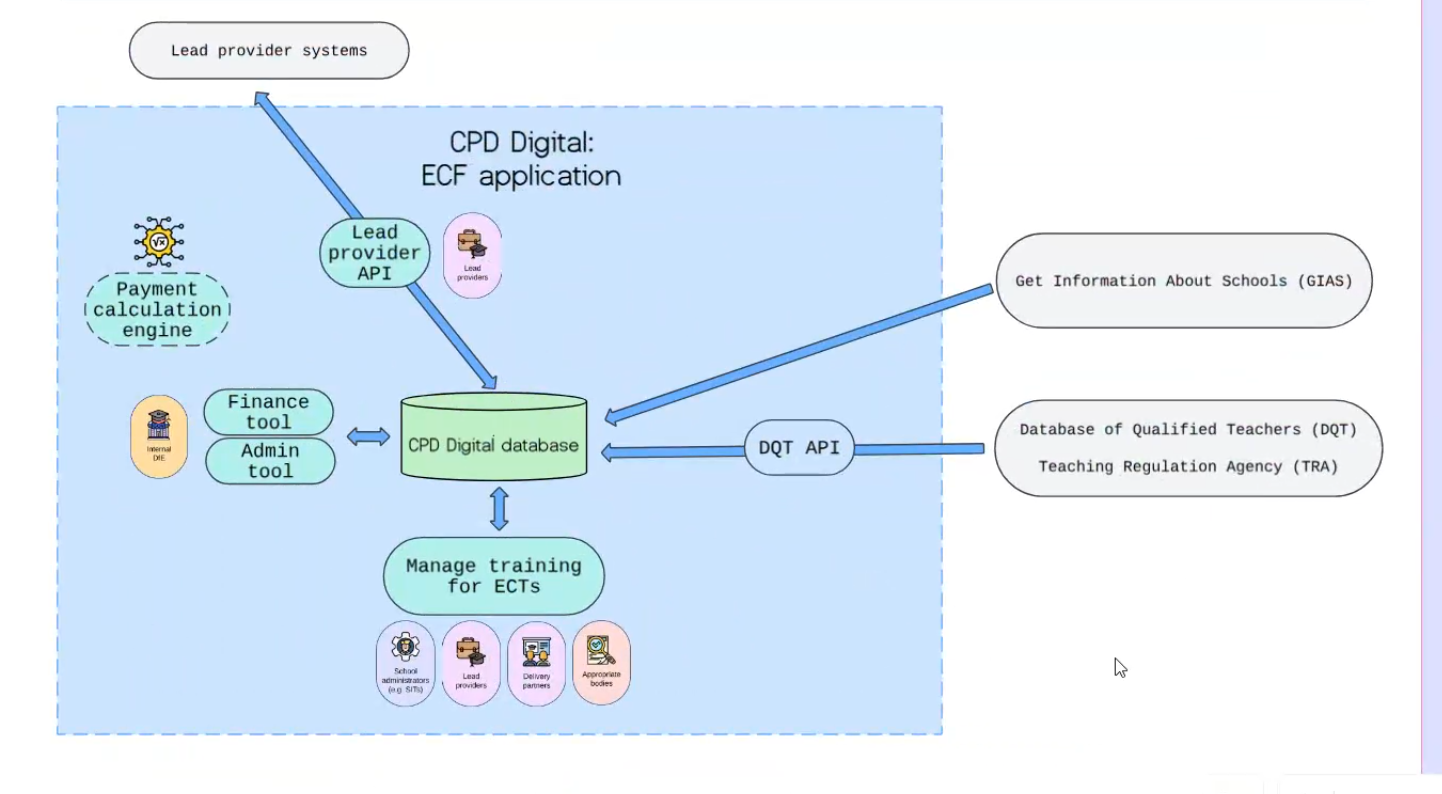 Lead provider systems
CPD Digital:
ECF application
Lead
provider
API
Lead
providers
Payment
calculation
engine
Get Information About Schools (GIAS)
Finance
tool
Admin
tool
Internal
DfE
CPD Digital database
DQT API
Database of Qualified Teachers (DQT)
Teaching Regulation Agency (TRA)
Manage training
for ECTs
School
administrators
(e.g. SITs)
Lead
providers
Delivery
partners
Appropriate
bodies